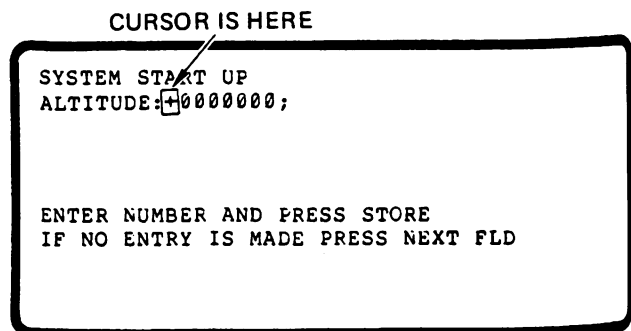 CURSOR IS HERE
SYSTEM START UP
ALTITUDE:+0000000;
ENTER NUMBER AND PRESS STORE
IF NO ENTRY IS MADE PRESS NEXT FLD